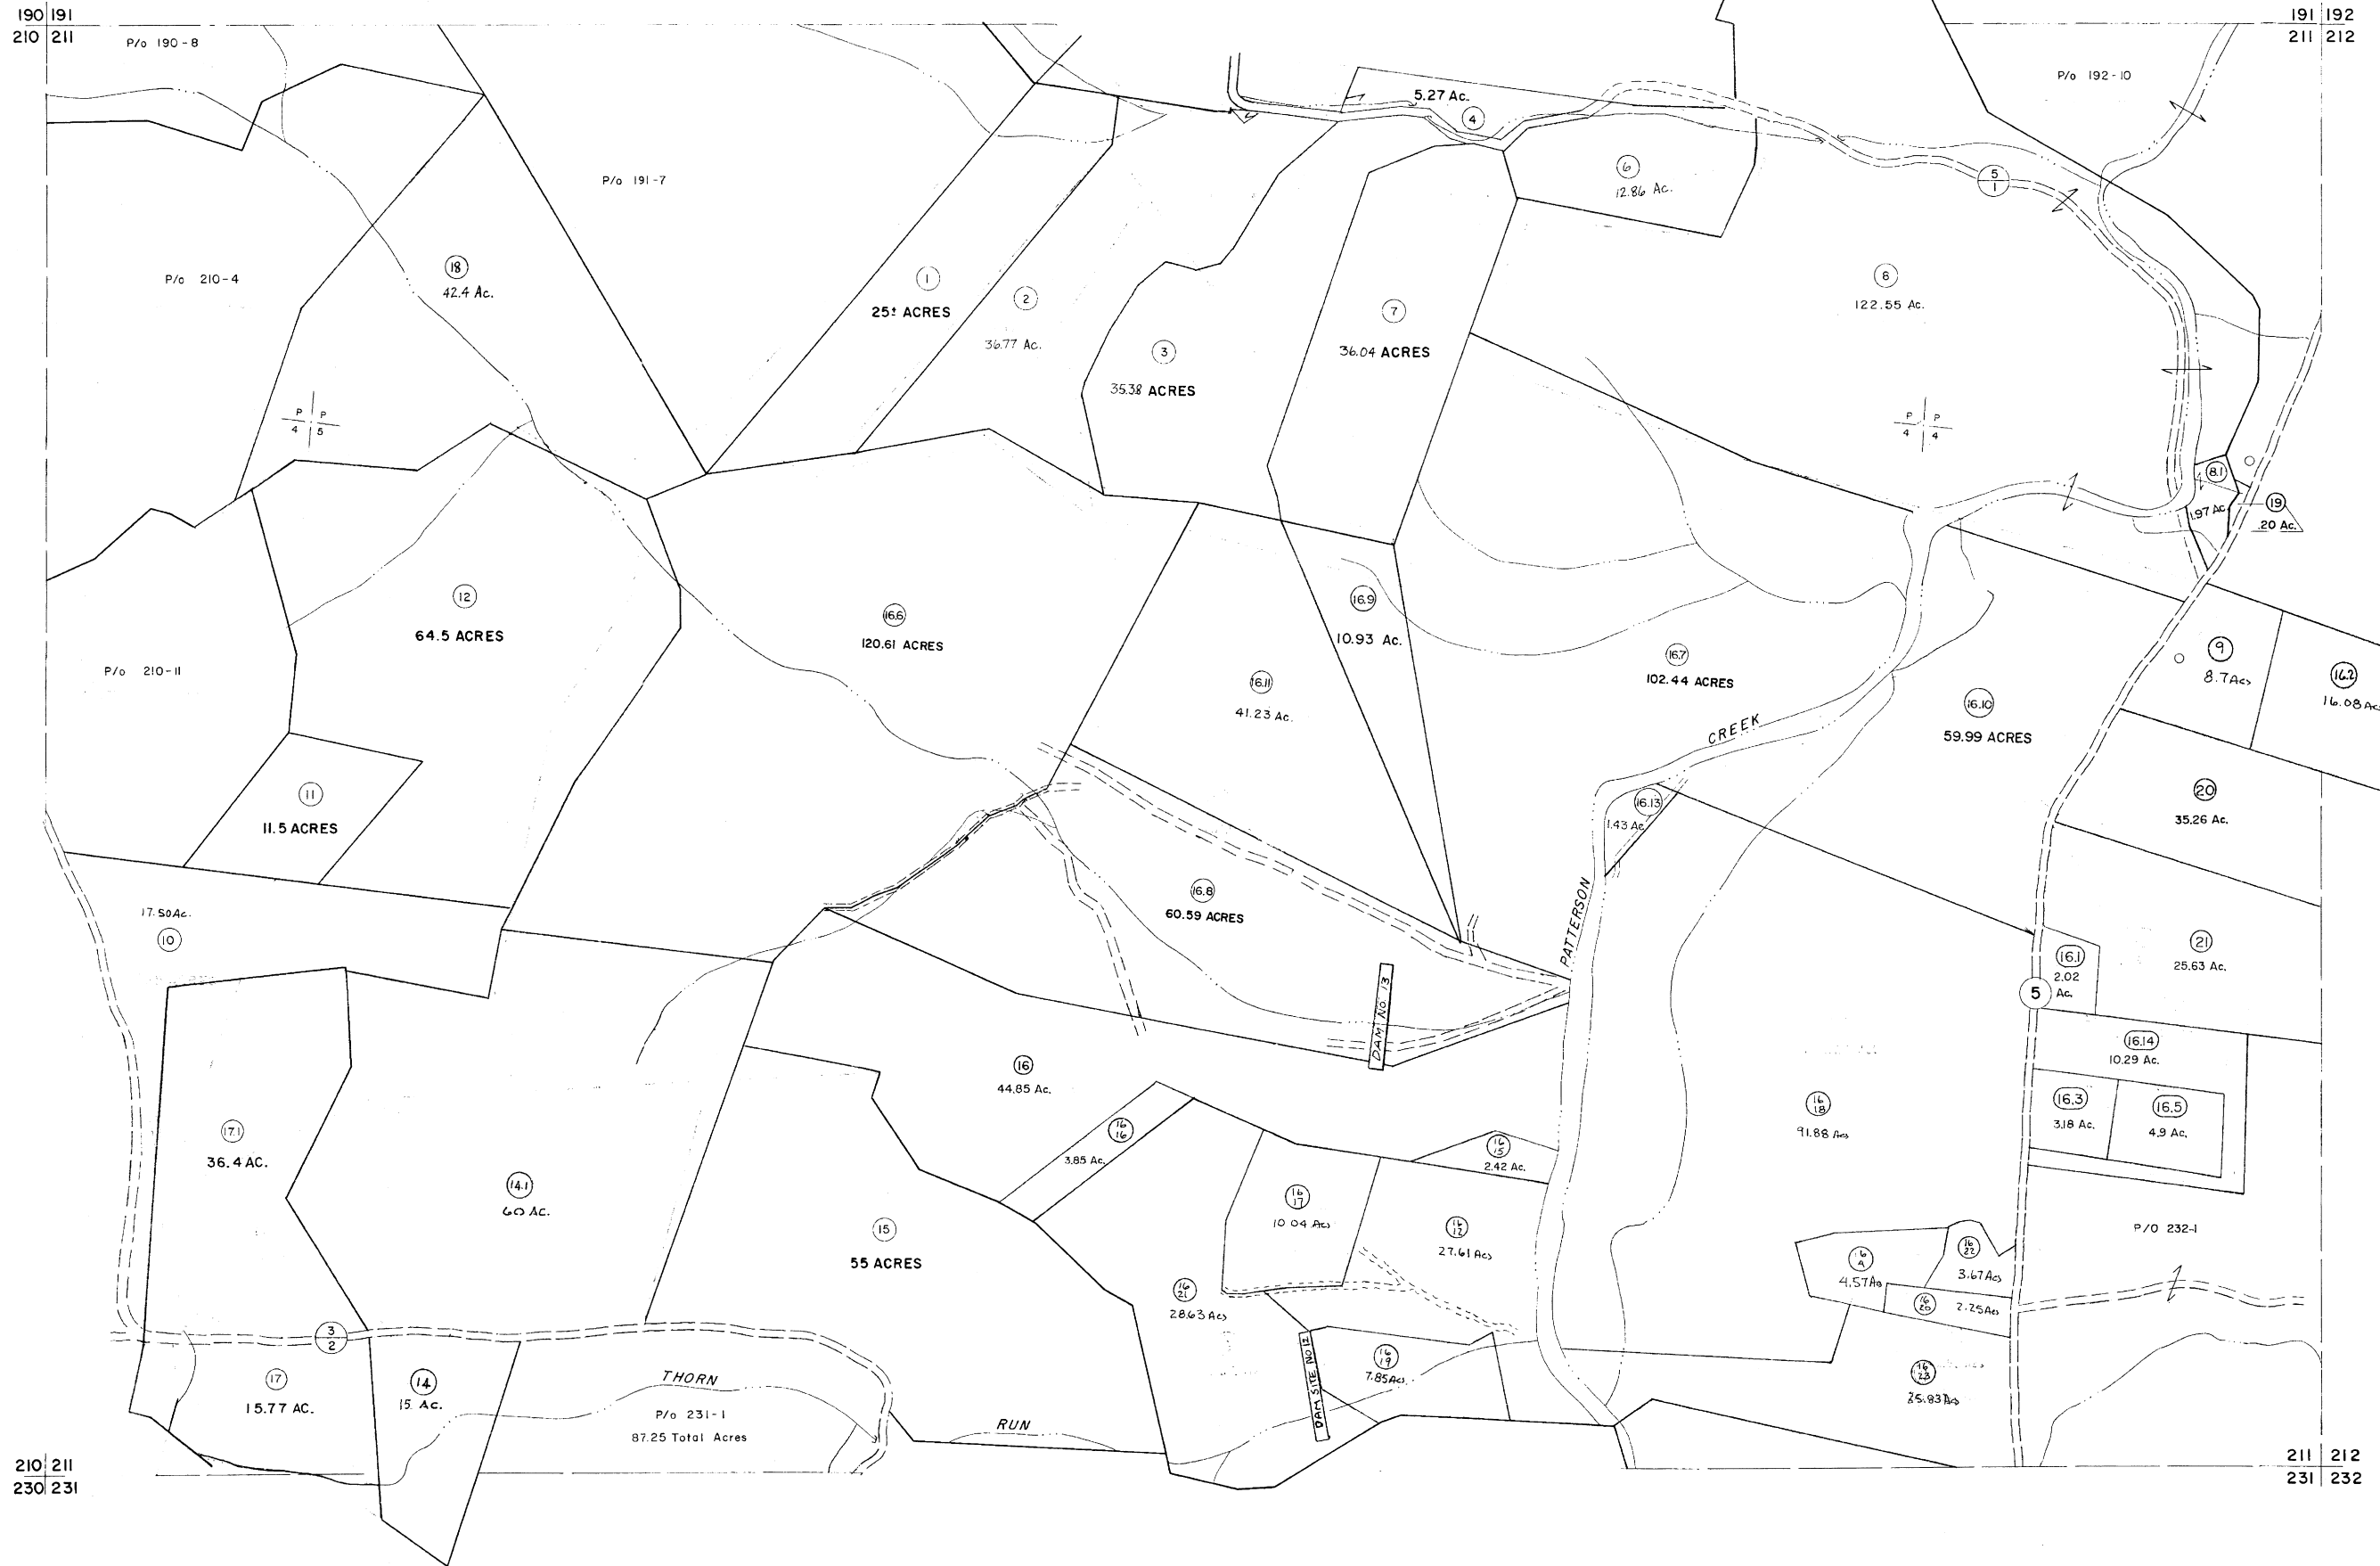 190 191
210 211
191 192
211 212
P/o 190-8
P/o 192-10
5.27 Ac.
4
P/o 191-7
6
12.86 Ac.
5
1
P/o 210-4
18
42.4 Ac.
1
25± ACRES
2
36.77 Ac.
3
35.38 ACRES
7
36.04 ACRES
8
122.55 Ac.
P P
4 5
P P
4 4
8.1
1.97 Ac.
19
.20 Ac.
12
64.5 ACRES
16.6
120.61 ACRES
16.9
10.93 Ac.
16.11
41.23 Ac.
16.7
102.44 ACRES
9
8.7 Acs
16.2
16.08 Acs
P/o 210-11
16.10
59.99 ACRES
CREEK
11
11.5 ACRES
16.13
1.43 Ac.
20
35.26 Ac.
17.50 Ac.
10
16.8
60.59 ACRES
PATTERSON
21
25.63 Ac.
16.1
2.02
Ac.
5
DAM NO. 13
16
44.85 Ac.
16.14
10.29 Ac.
16.3
3.18 Ac.
16.5
4.9 Ac.
17.1
36.4 AC.
16
16
3.85 Ac.
16
15
2.42 Ac.
16
18
91.88 Acs
14.1
60 AC.
15
55 ACRES
16
17
10.04 Acs
16
12
27.61 Acs
P/O 232-1
16
21
28.63 Acs
16
4.57 Acs
16
22
3.67 Acs
16
20
2.25 Acs
3
2
DAM SITE NO 12
16
19
7.85 Acs
17
15.77 AC.
14
15. AC.
THORN
P/o 231-1
87.25 Total Acres
RUN
16
23
Acs
210 211
230 231
211 212
231 232